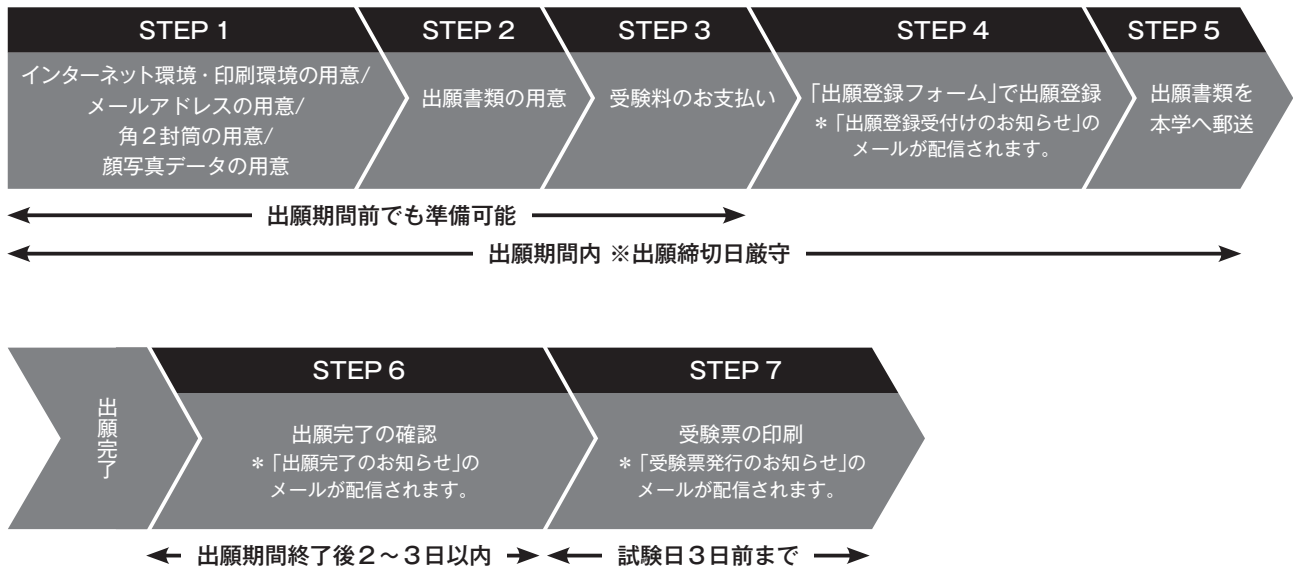 STEP 1
インターネット環境・印刷環境の用意/
メールアドレスの用意/
角2封筒の用意/
顔写真データの用意
STEP 2
出願書類の用意
STEP 3
受験料のお支払い
STEP 4
「出願登録フォーム」で出願登録
＊「出願登録受付けのお知らせ」の
メールが配信されます。
STEP 5
出願書類を
本学へ郵送
出願期間前でも準備可能
出願期間内 ※出願締切日厳守
出願完了
STEP 6
出願完了の確認
＊「出願完了のお知らせ」の
メールが配信されます。
STEP 7
受験票の印刷
＊「受験票発行のお知らせ」の
メールが配信されます。
出願期間終了後2～3日以内
試験日3日前まで